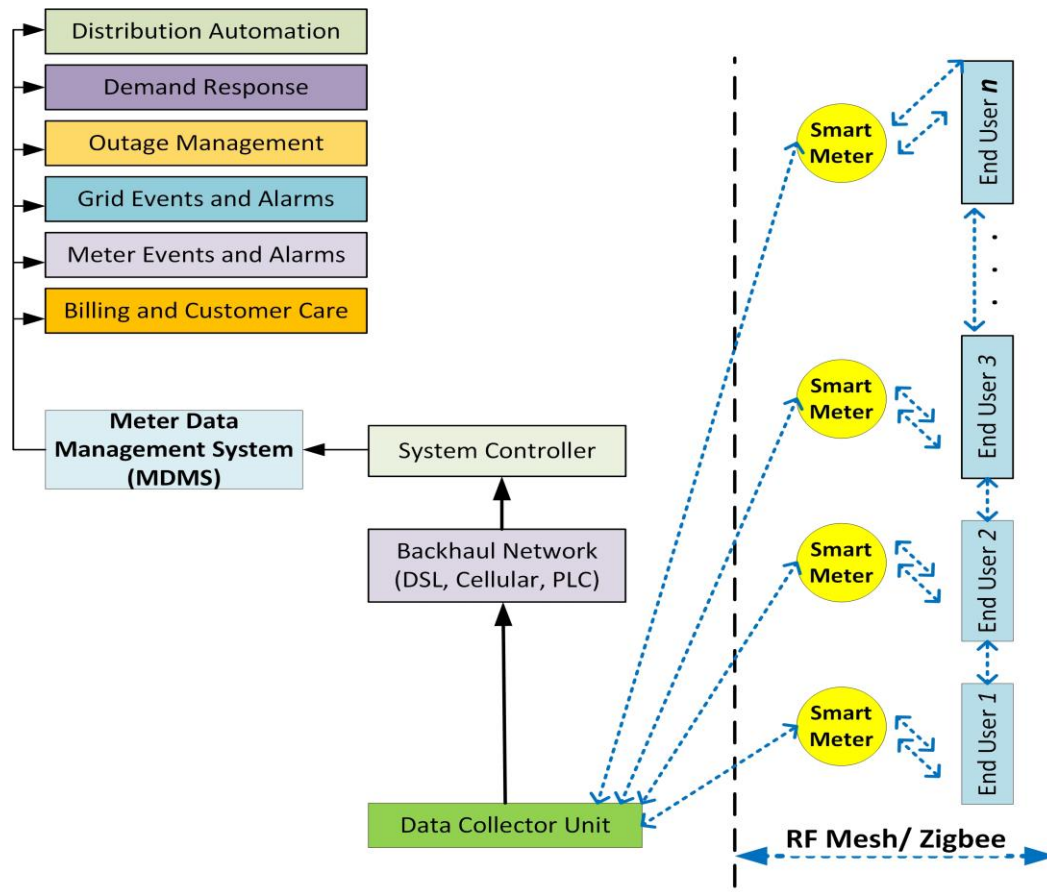 Distribution Automation
Demand Response
Outage Management
Grid Events and Alarms
Meter Events and Alarms
Billing and Customer Care
Meter Data
Management System
(MDMS)
System Controller
Backhaul Network
(DSL, Cellular, PLC)
Data Collector Unit
Smart
Meter
End User n
. . .
Smart
Meter
End User 3
Smart
Meter
End User 2
Smart
Meter
End User 1
RF Mesh/ Zigbee